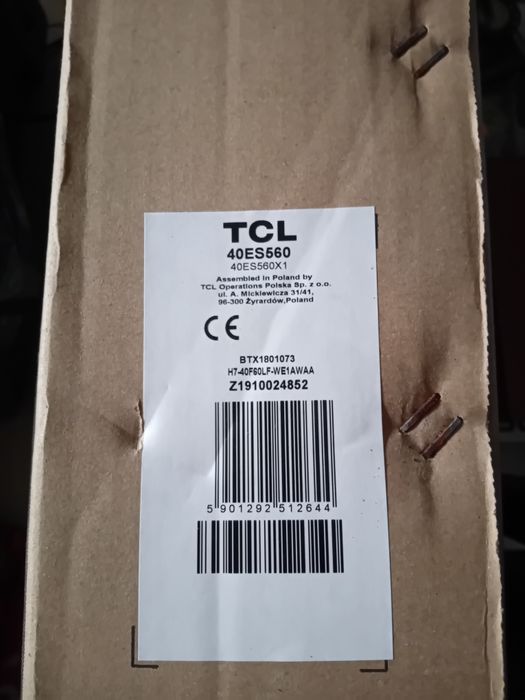 TCL
40ES560
40ES560X1
Assembled in Poland by
TCL Operations Polska Sp. z o.o.
ul. A. Mickiewicza 31/41,
96-300 Żyrardów,Poland
CE
BTX1801073
H7-40F60LF-WE1AWAA
Z1910024852
5 901292 512644